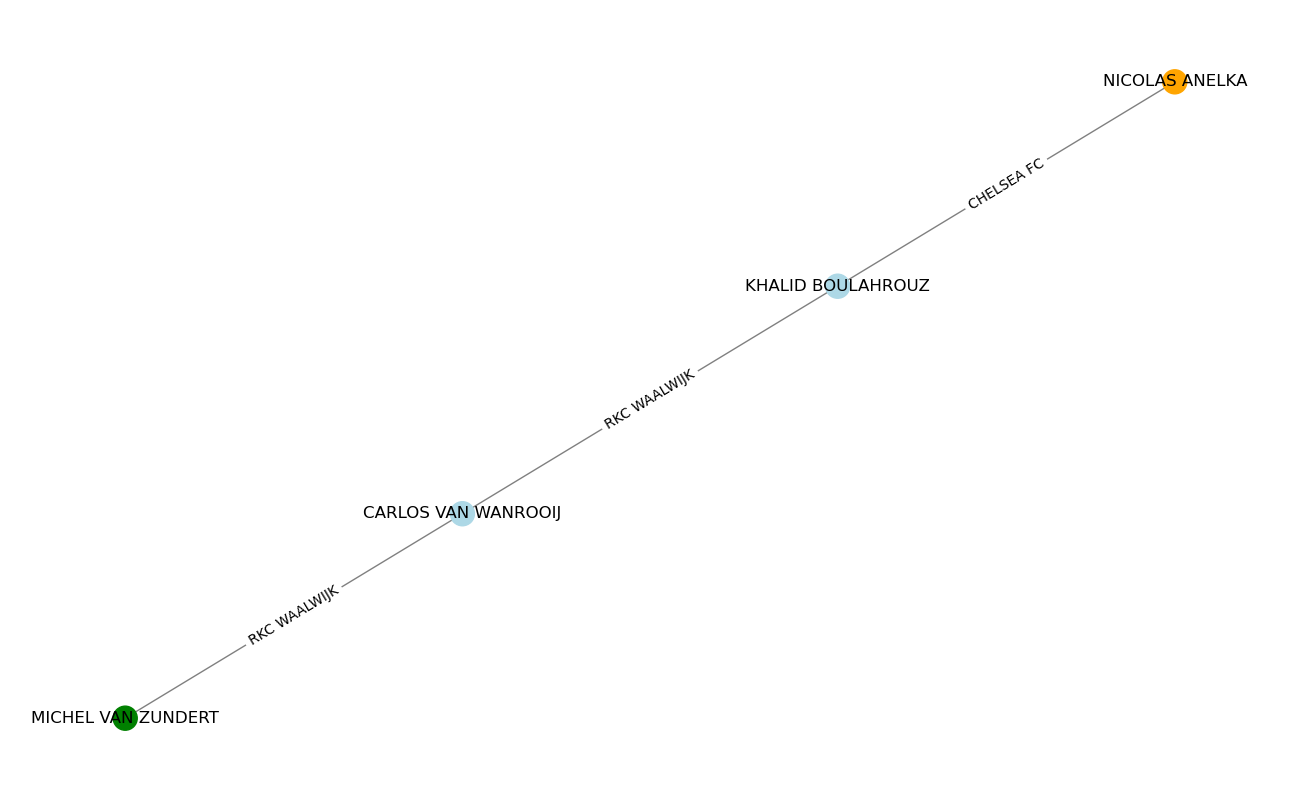 NICOLAS ANELKA
CHELSEA FC
KHALID BOULAHROUZ
RKC WAALWIJK
CARLOS VAN WANROOIJ
RKC WAALWIJK
MICHEL VAN ZUNDERT